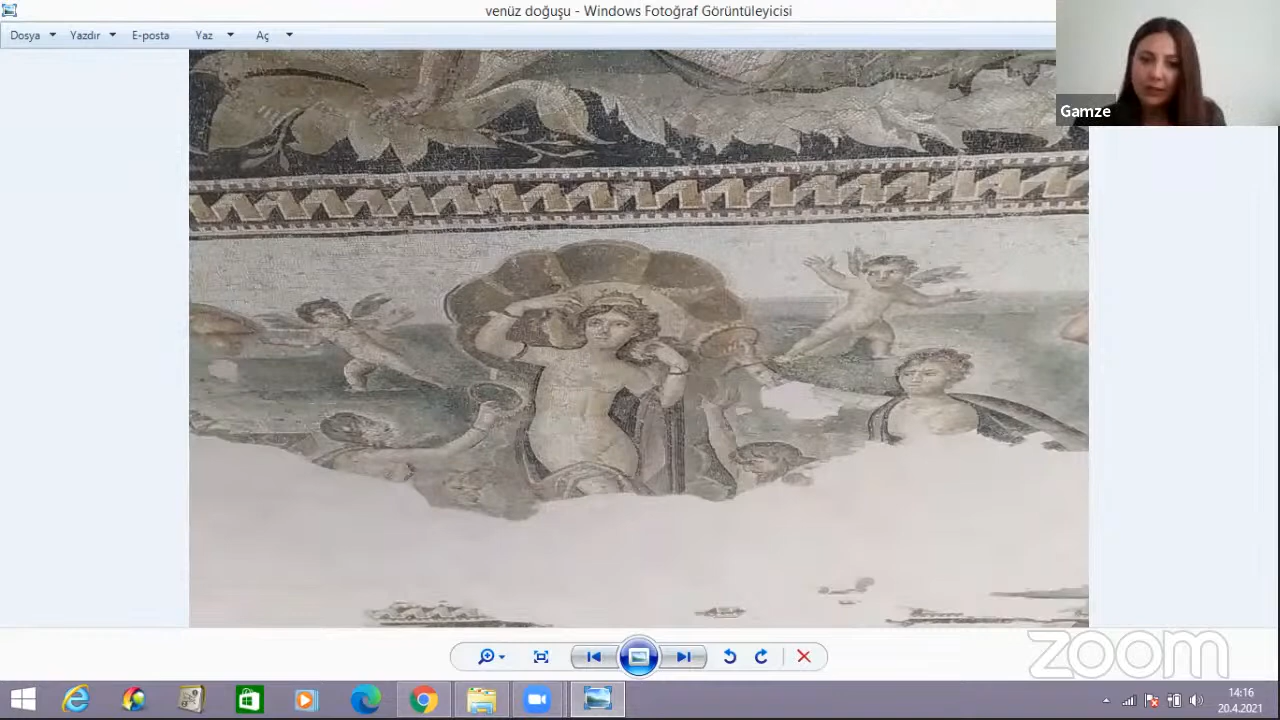 venüz doğuşu - Windows Fotoğraf Görüntüleyicisi
Dosya Yazdır E-posta Yaz Aç
Gamze
zoom
14:16
20.4.2021